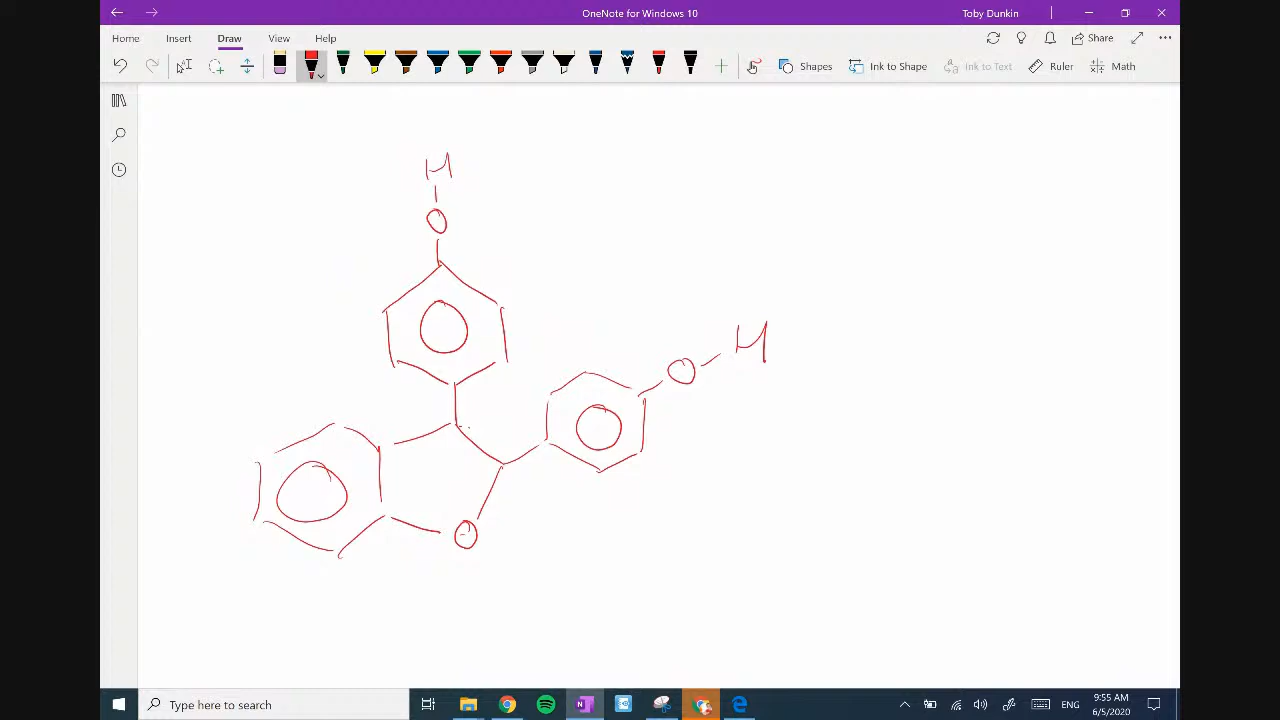 OneNote for Windows 10
Toby Dunkin
Home Insert Draw View Help
Share
Shapes Ink to Shape Ink to Text Ruler Math
H
O
O H
O
Type here to search
ENG
9:55 AM
6/5/2020